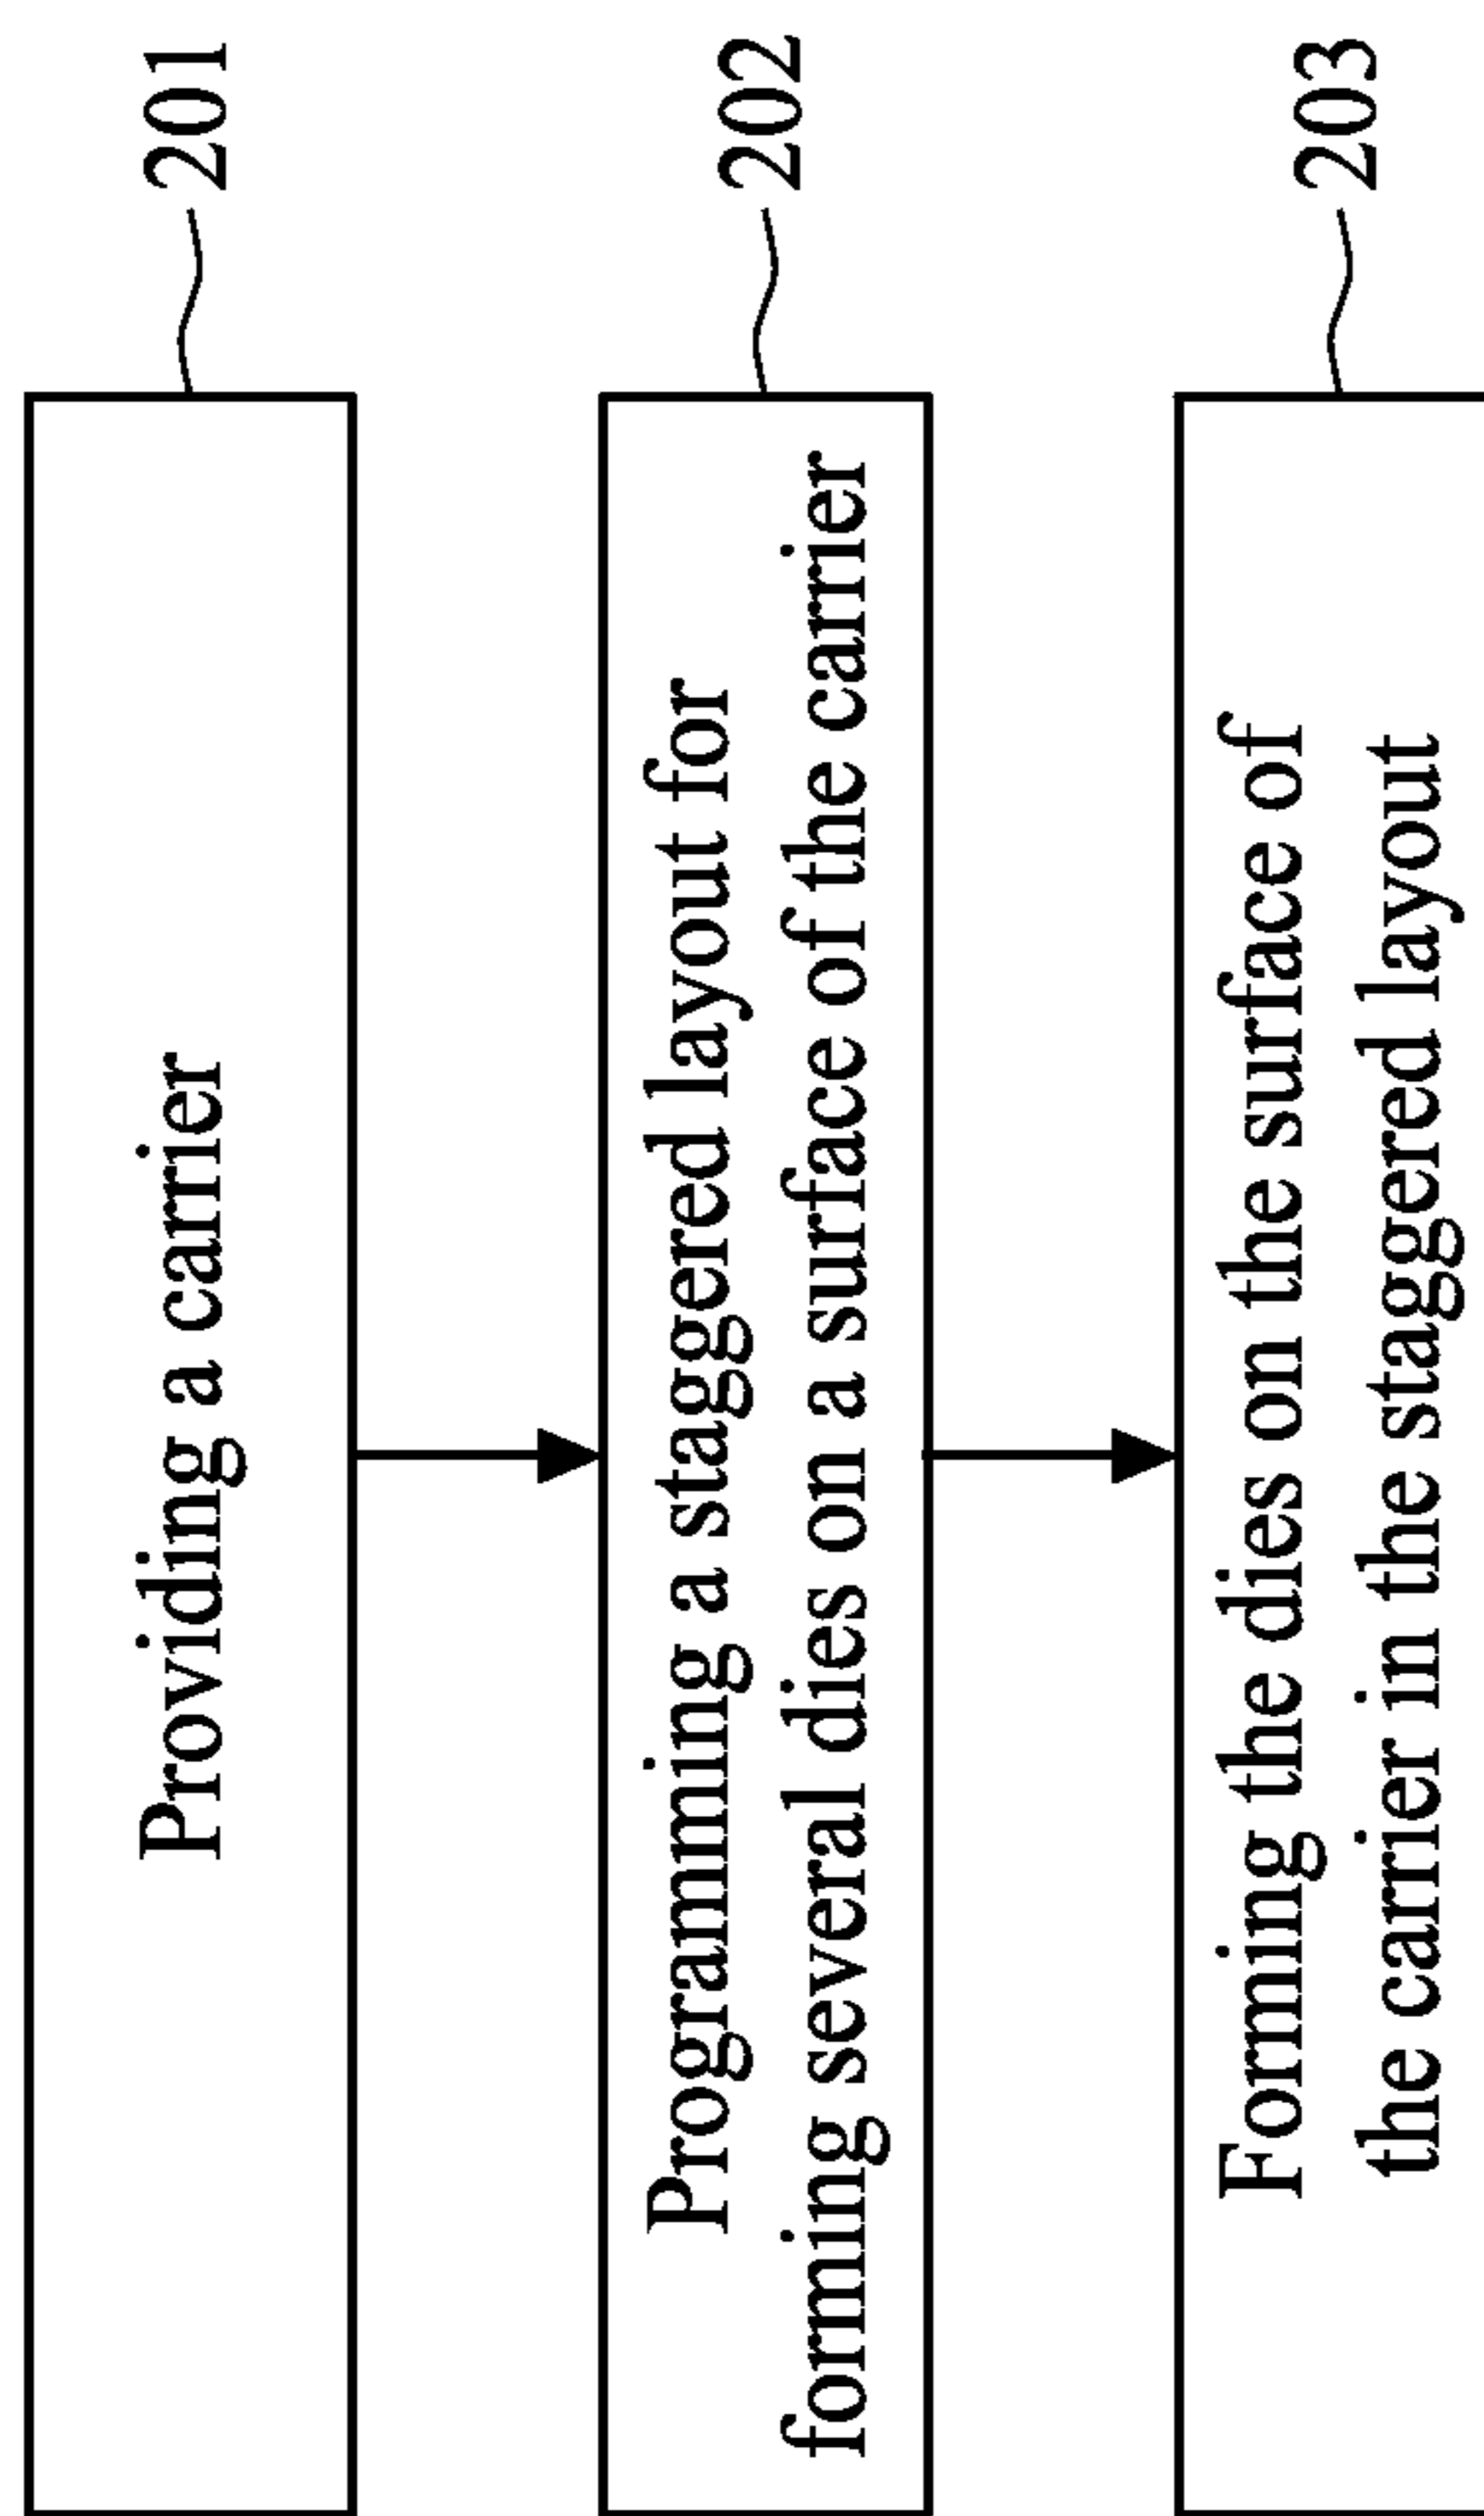 Providing a carrier
201
Programming a staggered layout for
forming several dies on a surface of the carrier
202
Forming the dies on the surface of
the carrier in the staggered layout
203